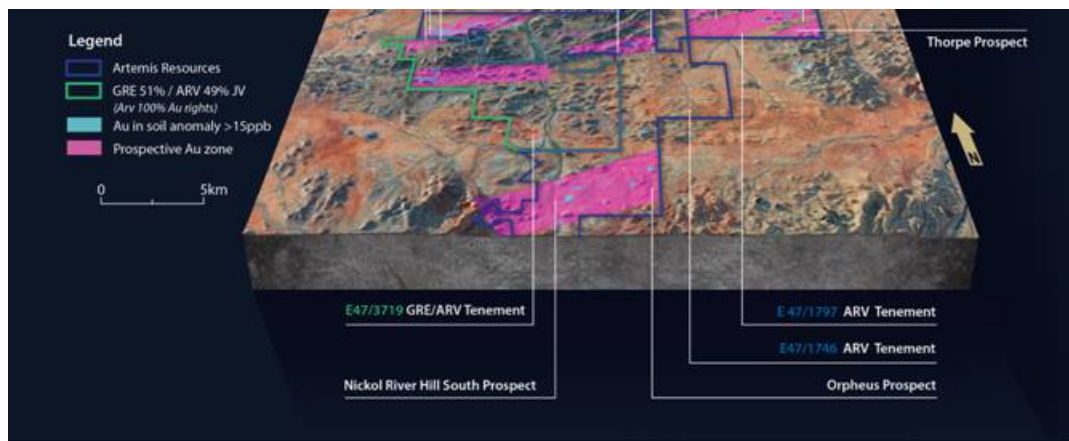 Legend
Artemis Resources
GRE 51% / ARV 49% JV
(Arv 100% Au rights)
Au in soil anomaly >15ppb
Prospective Au zone
0 5km
Thorpe Prospect
N
E47/3719 GRE/ARV Tenement
E 47/1797 ARV Tenement
E47/1746 ARV Tenement
Nickol River Hill South Prospect
Orpheus Prospect